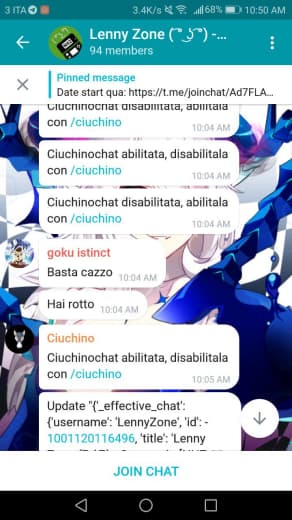 3 ITA 3.4K/s 68% 10:50 AM
Lenny Zone ( ͡° ͜ʖ ͡°) -...
94 members
Pinned message
Date start qua: https://t.me/joinchat/Ad7FLA...
Ciuchinochat disabilitata, abilitala
con /ciuchino
10:04 AM
Ciuchinochat abilitata, disabilitala
con /ciuchino
10:04 AM
Ciuchinochat disabilitata, abilitala
con /ciuchino
10:04 AM
goku istinct
Basta cazzo 10:04 AM
Hai rotto 10:04 AM
Ciuchino
Ciuchinochat abilitata, disabilitala
con /ciuchino
10:05 AM
Update "{'_effective_chat':
{'username': 'LennyZone', 'id': -
1001120116496, 'title': 'Lenny
JOIN CHAT